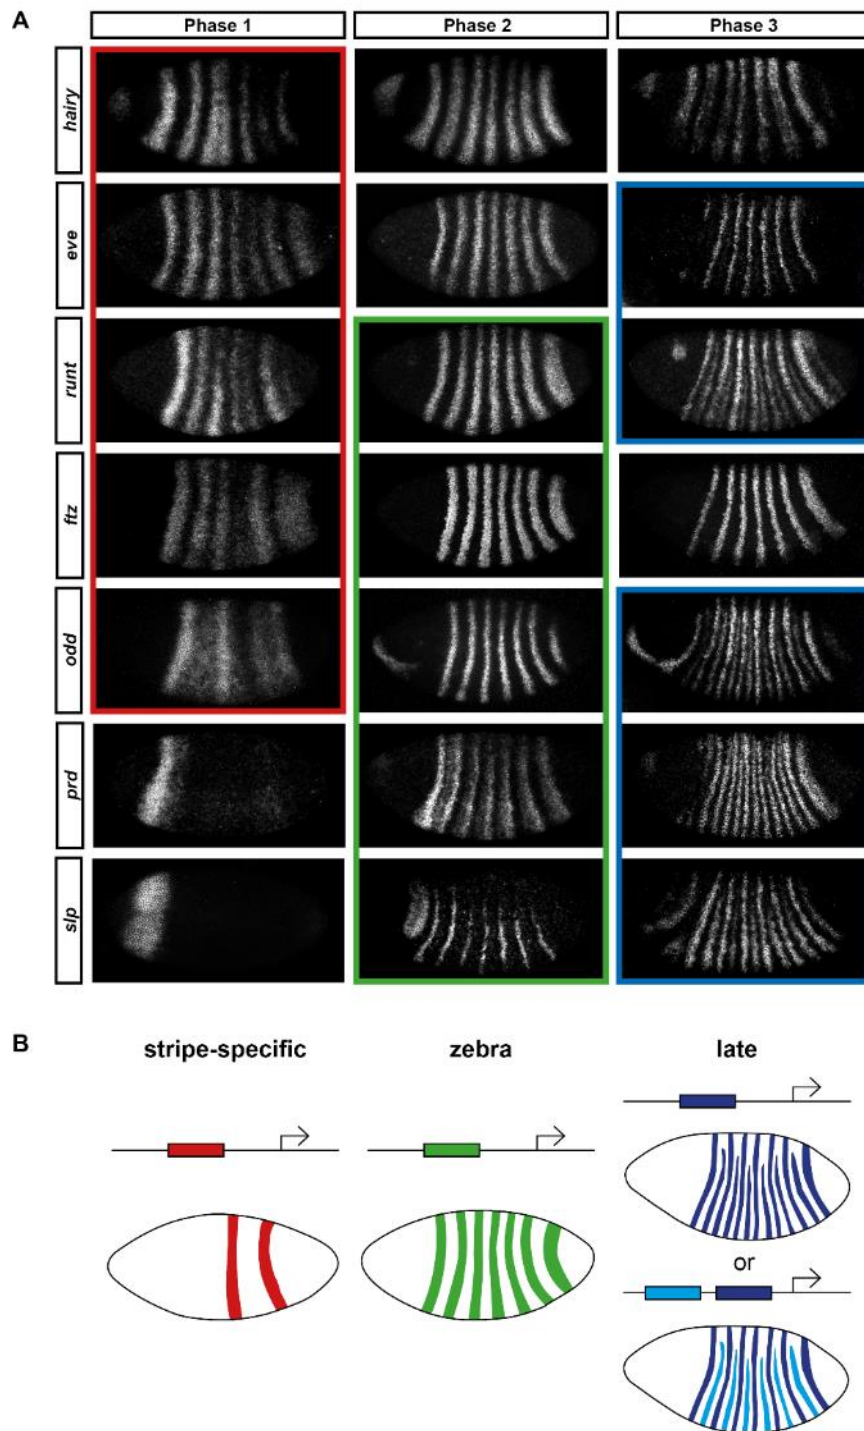 A
Phase 1
Phase 2
Phase 3
hairy
eve
runt
ftz
odd
prd
slp
B
stripe-specific
zebra
late
or